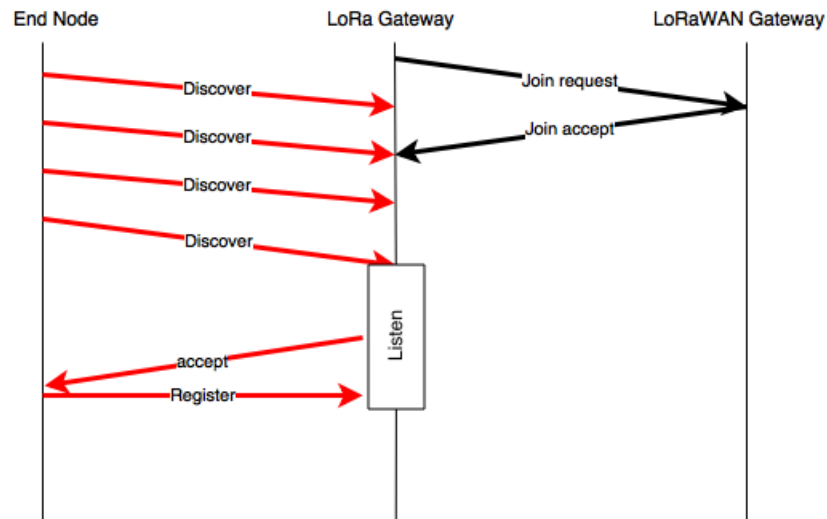 End Node
LoRa Gateway
LoRaWAN Gateway
Discover
Join request
Discover
Join accept
Discover
Discover
Listen
accept
Register